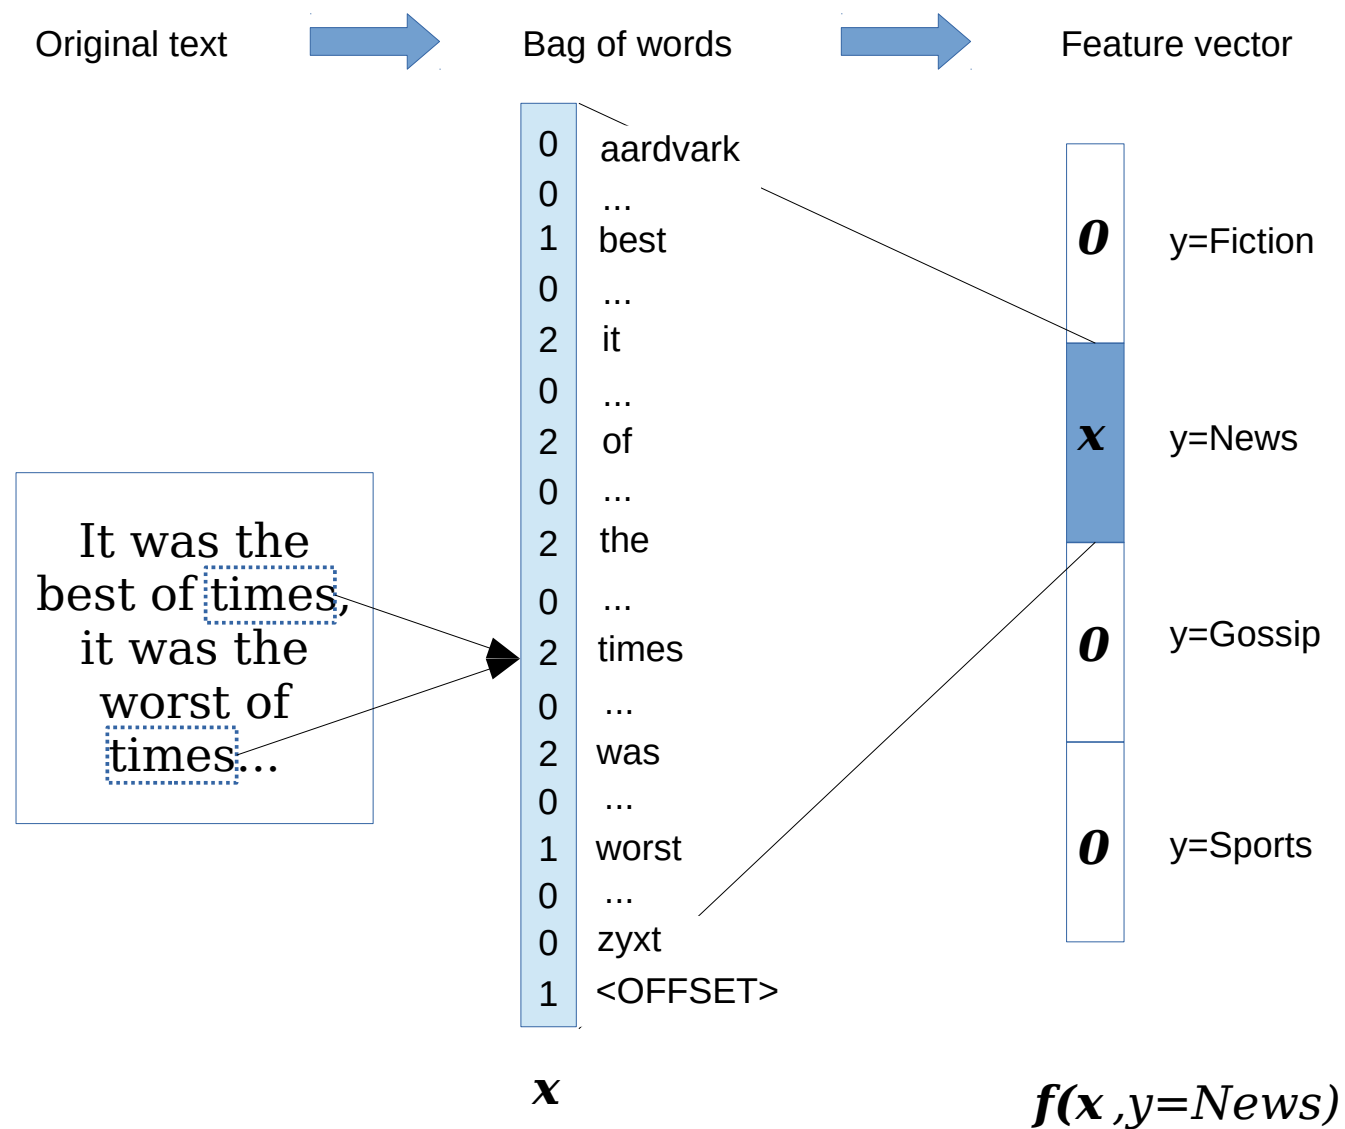 Original text
Bag of words
Feature vector
It was the
best of times,
it was the
worst of
times...
0 aardvark
0 ...
1 best
0 ...
2 it
0 ...
2 of
0 ...
2 the
0 ...
2 times
0 ...
2 was
0 ...
1 worst
0 ...
0 zyxt
1 <OFFSET>
x
0 y=Fiction
x y=News
0 y=Gossip
0 y=Sports
f(x ,y=News)